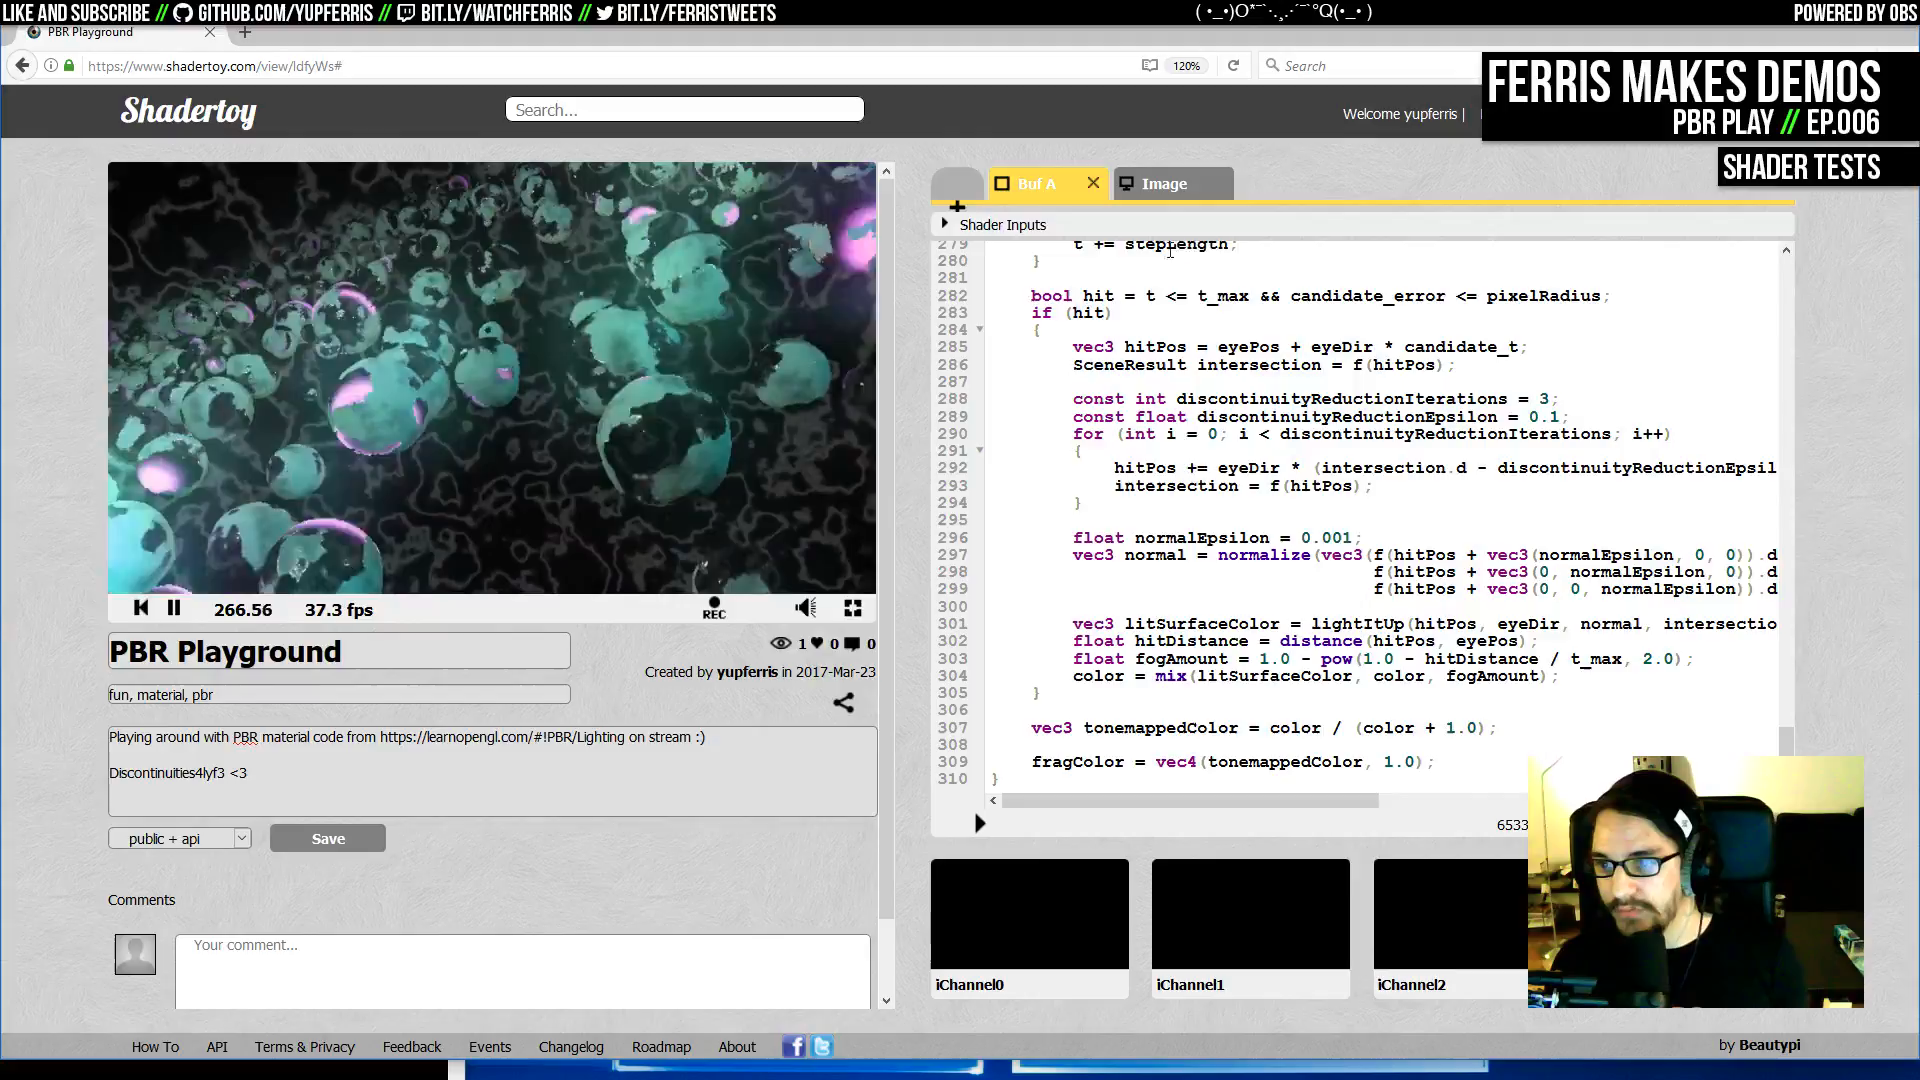 LIKE AND SUBSCRIBE // GITHUB.COM/YUPFERRIS // BIT.LY/WATCHFERRIS // BIT.LY/FERRISTWEETS
POWERED BY OBS
PBR Playground
https://www.shadertoy.com/view/ldfyWs#
120%
Search
FERRIS MAKES DEMOS
PBR PLAY // EP.006
SHADER TESTS
Shadertoy
Search...
Welcome yupferris |
Buf A
Image
Shader Inputs
279 t += stepLength;
280 }
281
282 bool hit = t <= t_max && candidate_error <= pixelRadius;
283 if (hit)
284 {
285 vec3 hitPos = eyePos + eyeDir * candidate_t;
286 SceneResult intersection = f(hitPos);
287
288 const int discontinuityReductionIterations = 3;
289 const float discontinuityReductionEpsilon = 0.1;
290 for (int i = 0; i < discontinuityReductionIterations; i++)
291 {
292 hitPos += eyeDir * (intersection.d - discontinuityReductionEpsil
293 intersection = f(hitPos);
294 }
295
296 float normalEpsilon = 0.001;
297 vec3 normal = normalize(vec3(f(hitPos + vec3(normalEpsilon, 0, 0)).d
298 f(hitPos + vec3(0, normalEpsilon, 0)).d
299 f(hitPos + vec3(0, 0, normalEpsilon)).d
300
301 vec3 litSurfaceColor = lightItUp(hitPos, eyeDir, normal, intersectio
302 float hitDistance = distance(hitPos, eyePos);
303 float fogAmount = 1.0 - pow(1.0 - hitDistance / t_max, 2.0);
304 color = mix(litSurfaceColor, color, fogAmount);
305 }
306
307 vec3 tonemappedColor = color / (color + 1.0);
308
309 fragColor = vec4(tonemappedColor, 1.0);
310 }
6533
266.56 37.3 fps
REC
PBR Playground
1 0 0
Created by yupferris in 2017-Mar-23
fun, material, pbr
Playing around with PBR material code from https://learnopengl.com/#!PBR/Lighting on stream :)
Discontinuities4lyf3 <3
public + api
Save
Comments
Your comment...
iChannel0
iChannel1
iChannel2
How To
API
Terms & Privacy
Feedback
Events
Changelog
Roadmap
About
by Beautypi